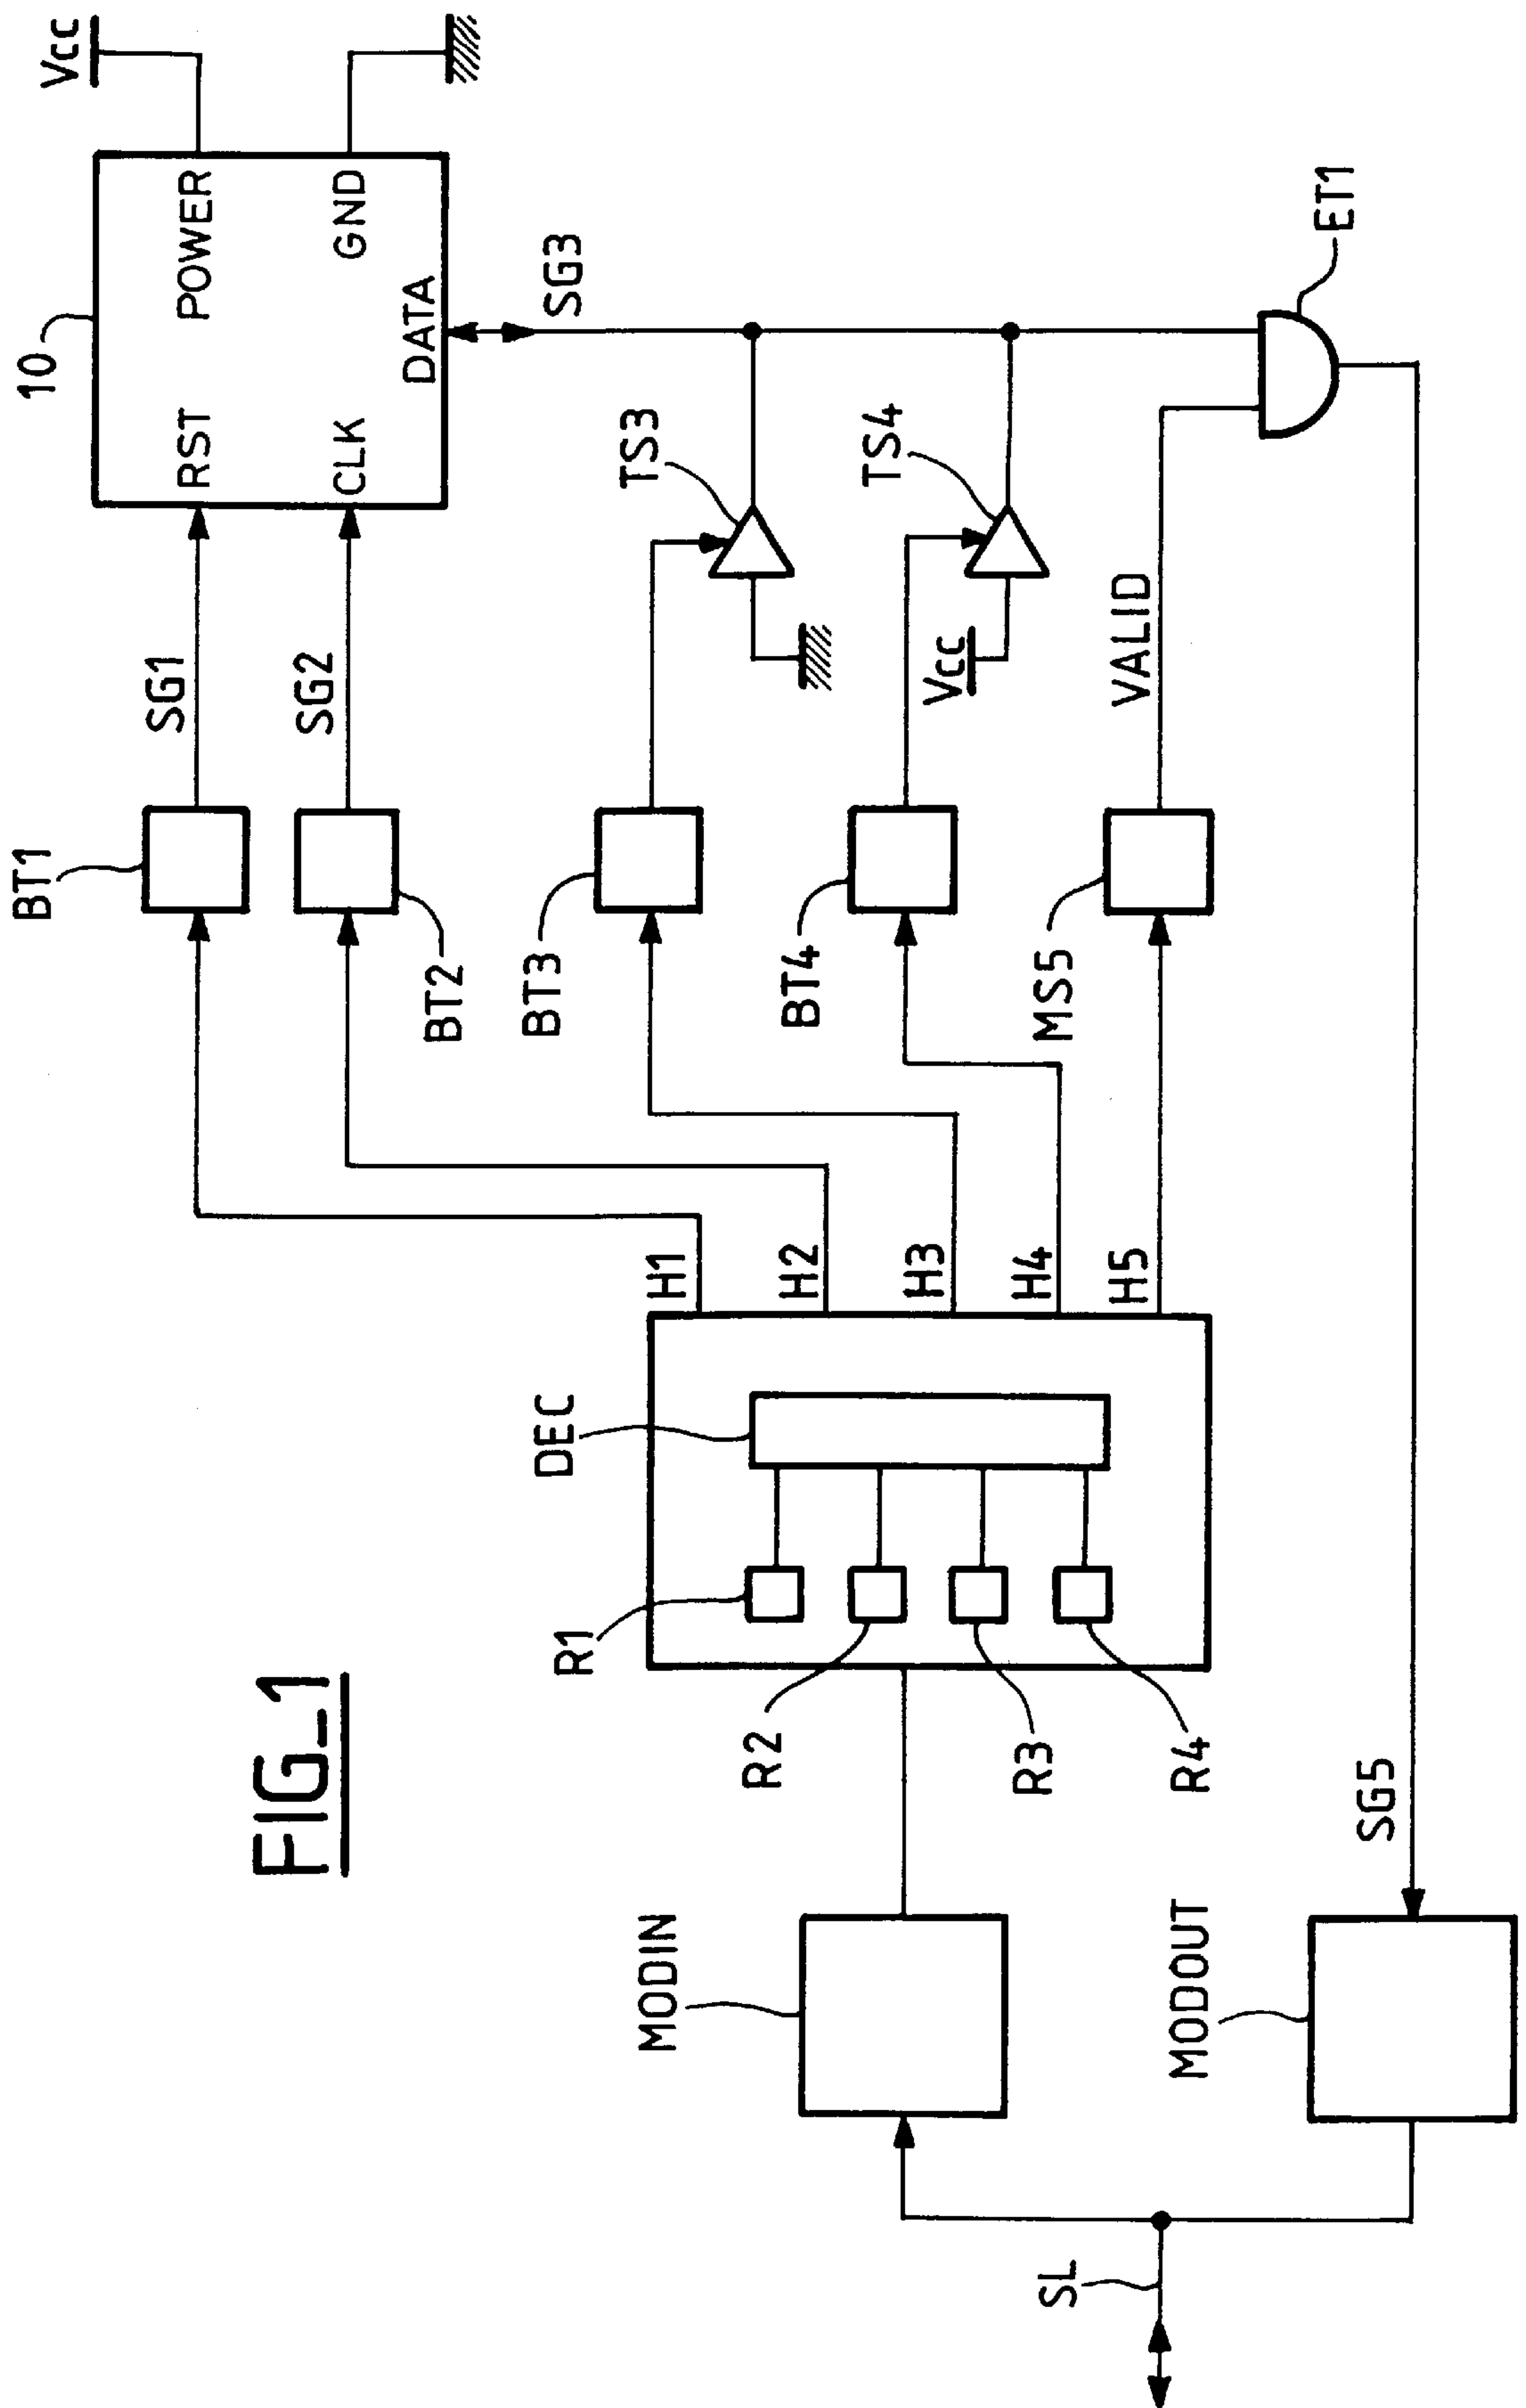 FIG_1
SL
MODIN
MODOUT
R1
R2
R3
R4
DEC
H1
H2
H3
H4
H5
BT1
BT2
BT3
BT4
MS5
SG1
SG2
VALID
TS3
TS4
Vcc
10
RST
POWER
CLK
GND
DATA
Vcc
SG3
ET1
SG5